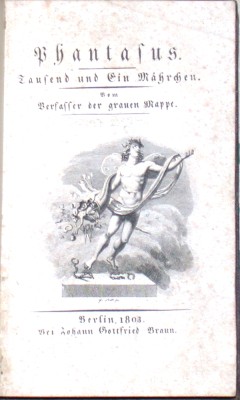 Phantasus.
Tausend und Ein Mährchen.
Vom
Verfasser der grauen Mappe.
Berlin, 1803.
Bei Johann Gottfried Braun.